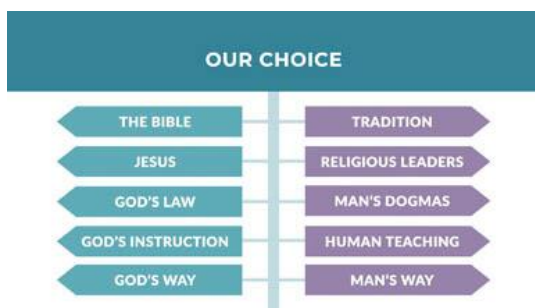 OUR CHOICE
THE BIBLE
TRADITION
JESUS
RELIGIOUS LEADERS
GOD'S LAW
MAN'S DOGMAS
GOD'S INSTRUCTION
HUMAN TEACHING
GOD'S WAY
MAN'S WAY